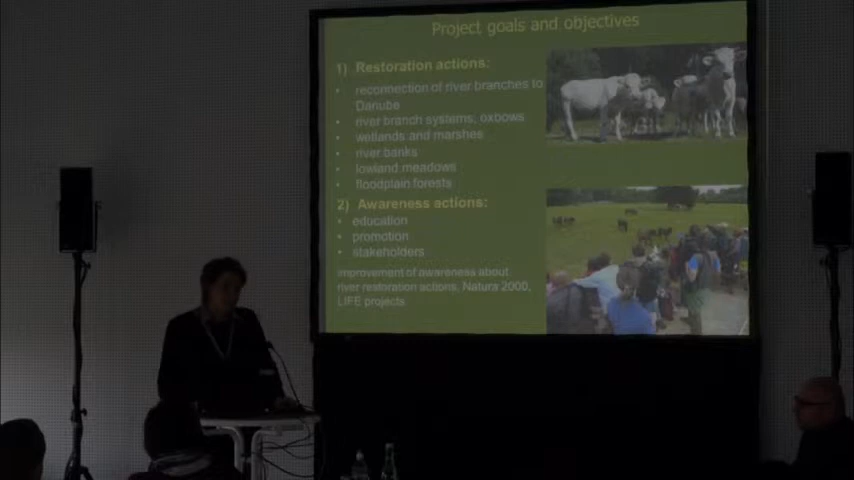 Project goals and objectives
1) Restoration actions:
• reconnection of river branches to
Danube
• river branch systems, oxbows
• wetlands and marshes
• river banks
• lowland meadows
• floodplain forests
2) Awareness actions:
• education
• promotion
• stakeholders
improvement of awareness about
river restoration actions, Natura 2000,
LIFE projects